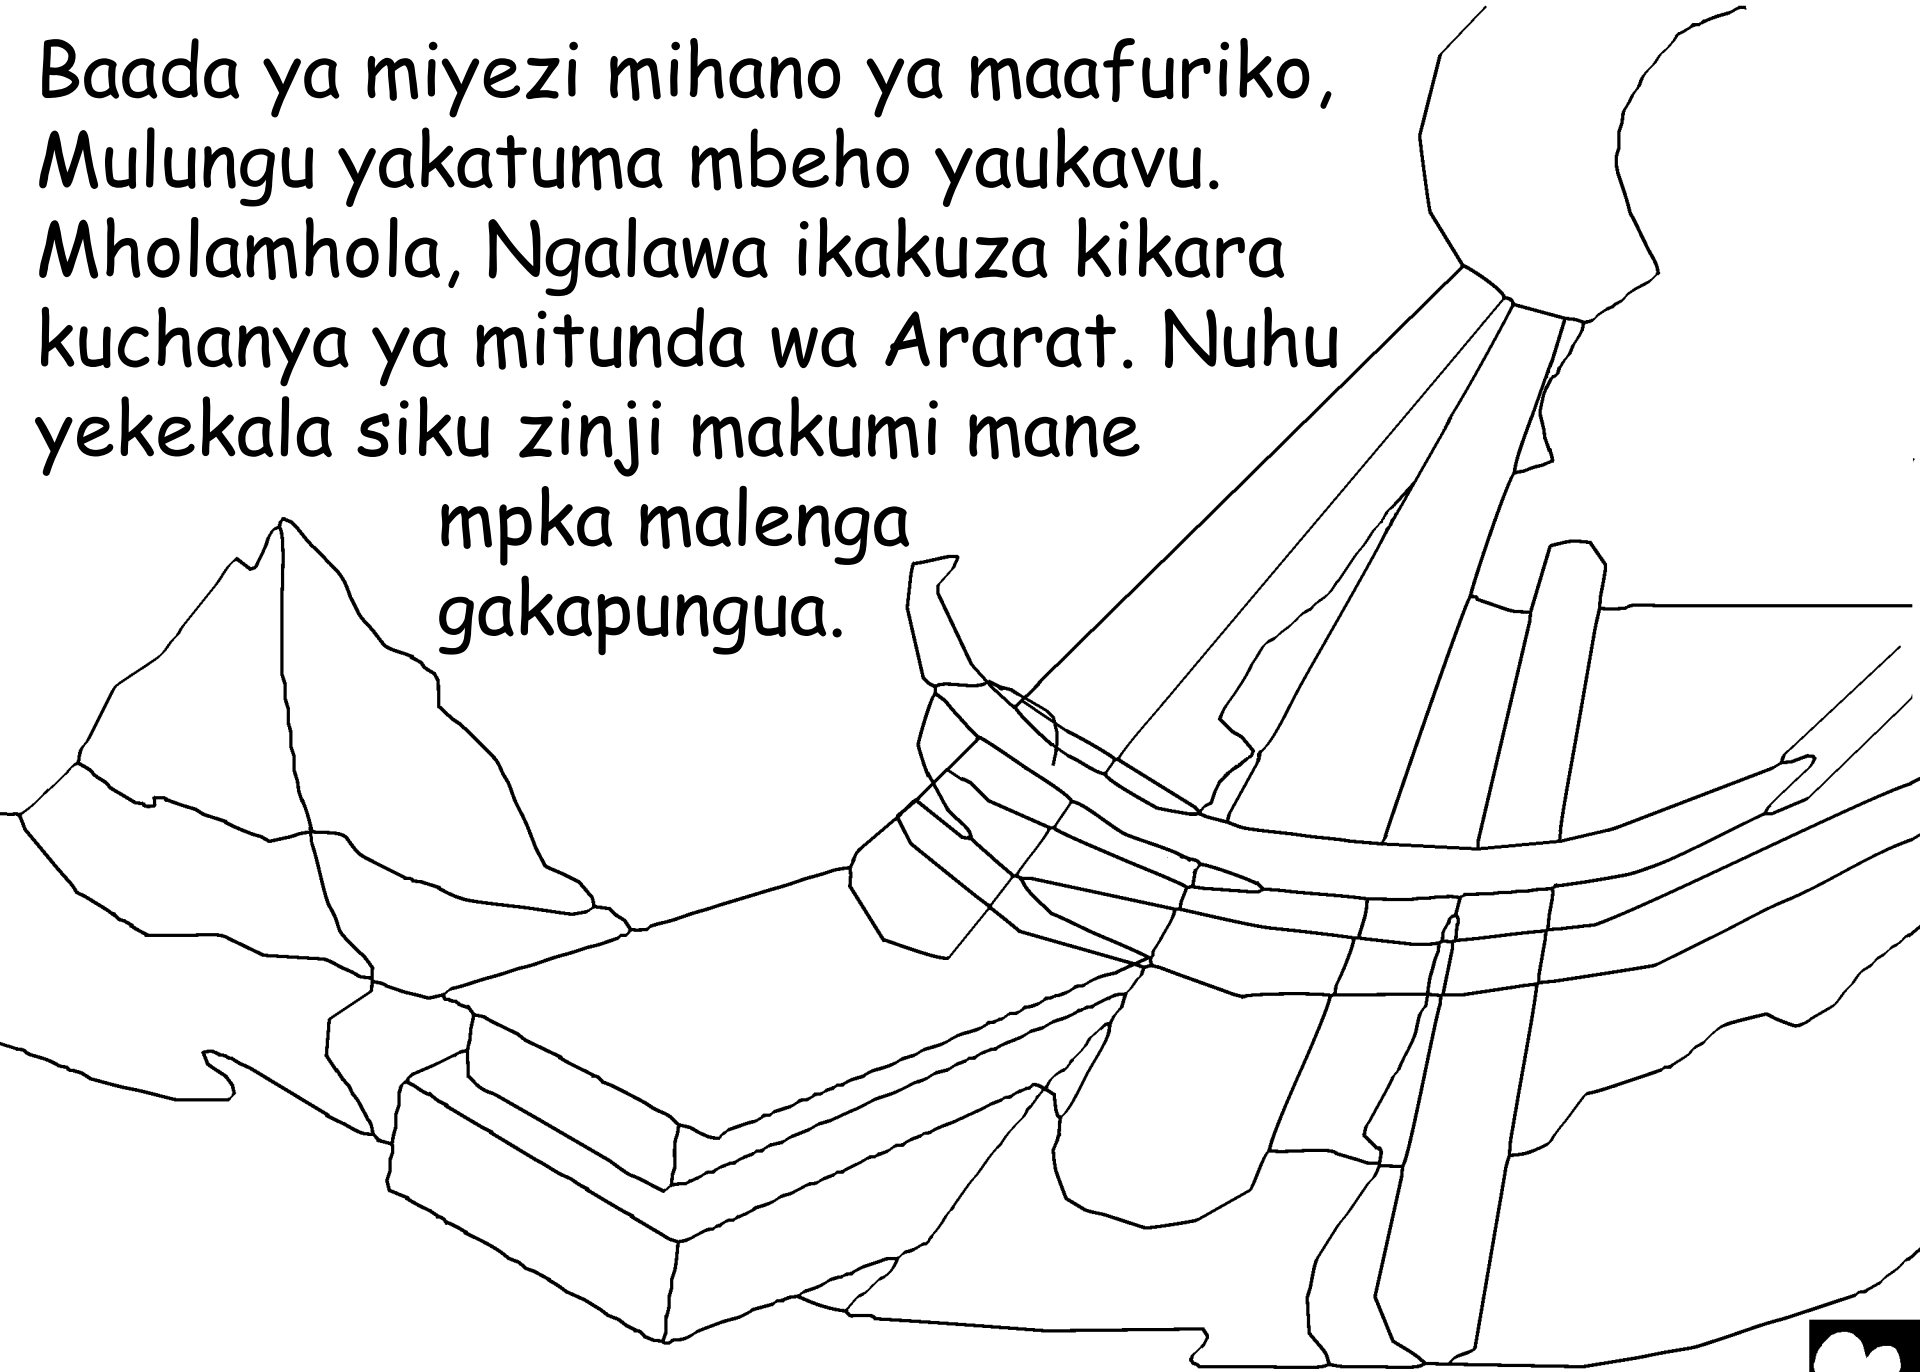 Baada ya miyezi mihano ya maafuriko,
Mulungu yakatuma mbeho yaukavu.
Mholamhola, Ngalawa ikakuza kikara
kuchanya ya mitunda wa Ararat. Nuhu
yekekala siku zinji makumi mane
mpka malenga
gakapungua.